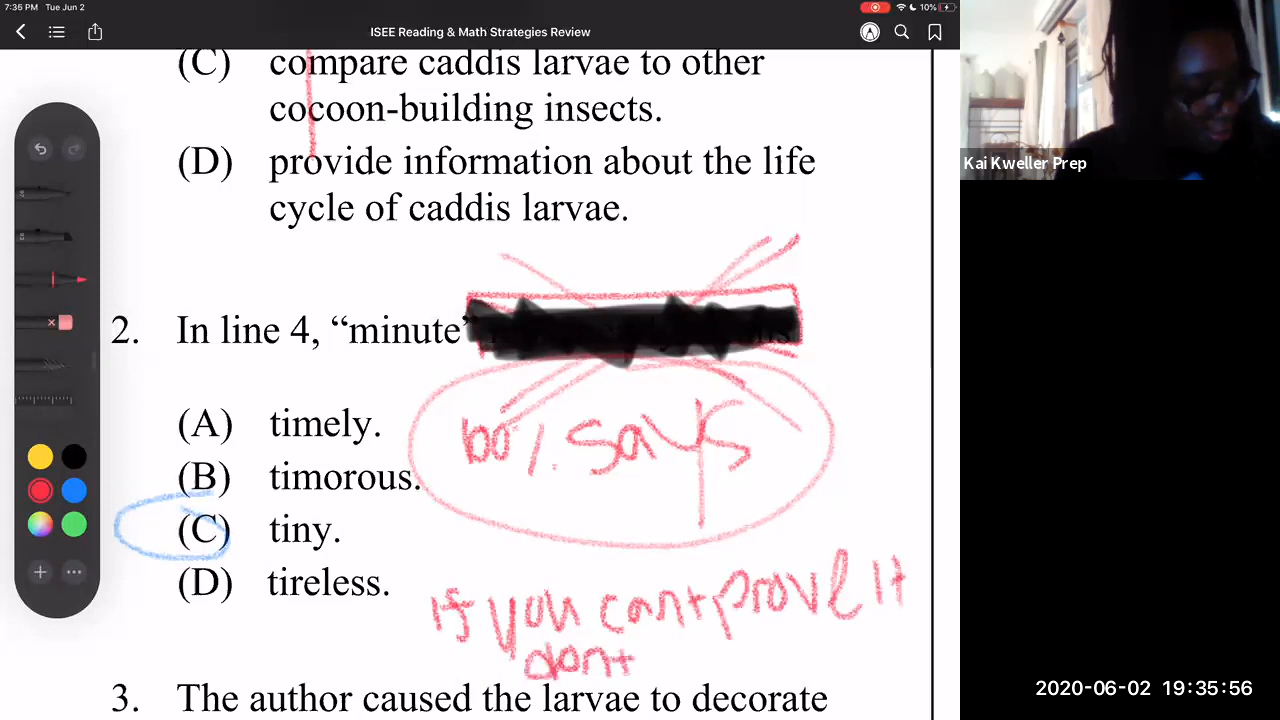 7:36 PM Tue Jun 2
10%
ISEE Reading & Math Strategies Review
(C) compare caddis larvae to other
cocoon-building insects.
(D) provide information about the life
cycle of caddis larvae.
2. In line 4, “minute”
(A) timely.
(B) timorous.
(C) tiny.
(D) tireless.
says
If you cant prove It
dont
3. The author caused the larvae to decorate
Kai Kweller Prep
2020-06-02 19:35:56